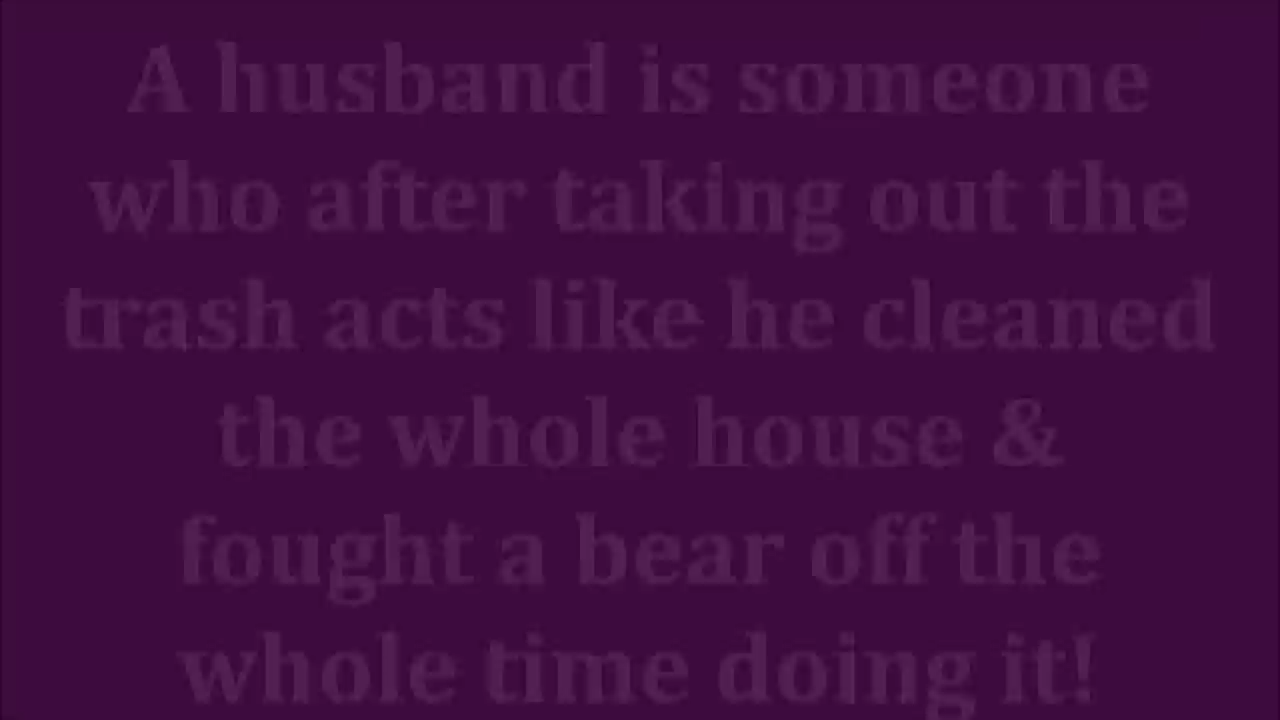 A husband is someone
who after taking out the
trash acts like he cleaned
the whole house &
fought a bear off the
whole time doing it!